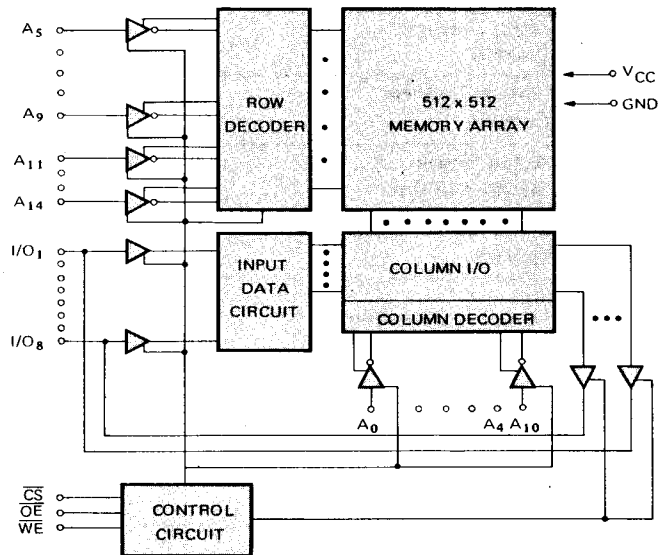 A5
A9
A11
A14
ROW
DECODER
512 x 512
MEMORY ARRAY
VCC
GND
I/O1
I/O8
INPUT
DATA
CIRCUIT
COLUMN I/O
COLUMN DECODER
A0
A4 A10
CS
OE
WE
CONTROL
CIRCUIT